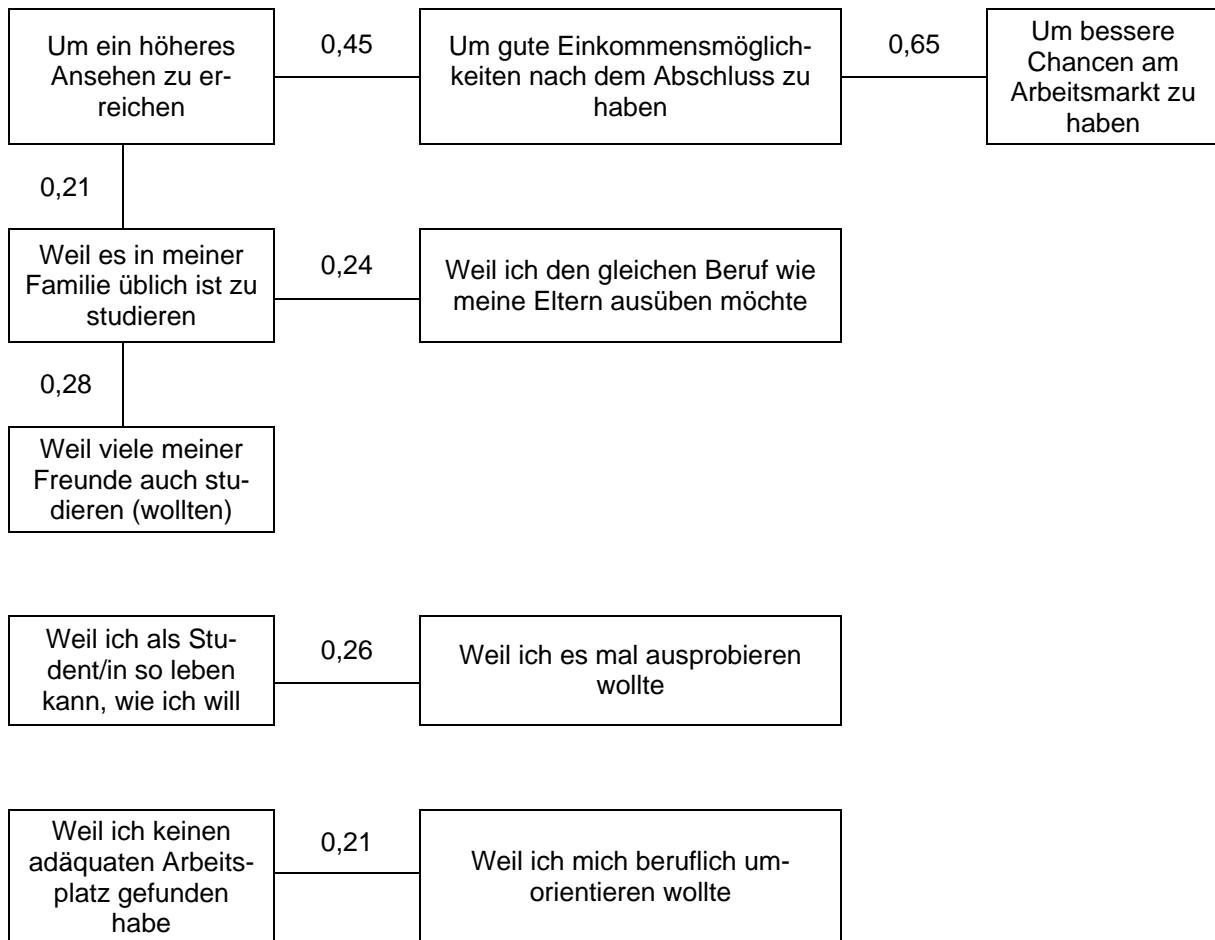 Um ein höheres
Ansehen zu er-
reichen
0,45
Um gute Einkommensmöglich-
keiten nach dem Abschluss zu
haben
0,65
Um bessere
Chancen am
Arbeitsmarkt zu
haben
0,21
Weil es in meiner
Familie üblich ist zu
studieren
0,24
Weil ich den gleichen Beruf wie
meine Eltern ausüben möchte
0,28
Weil viele meiner
Freunde auch stu-
dieren (wollten)
Weil ich als Stu-
dent/in so leben
kann, wie ich will
0,26
Weil ich es mal ausprobieren
wollte
Weil ich keinen
adäquaten Arbeits-
platz gefunden
habe
0,21
Weil ich mich beruflich um-
orientieren wollte